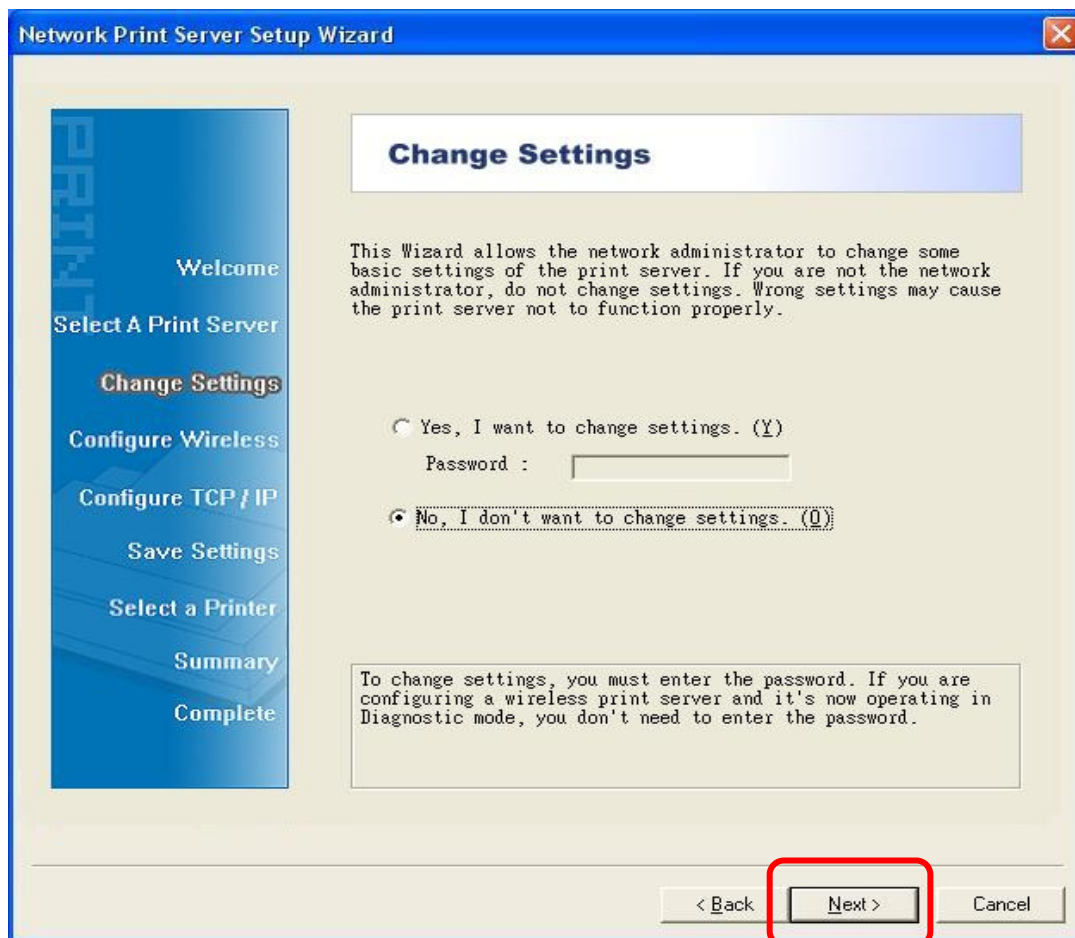 Network Print Server Setup Wizard
PRINT
Welcome
Select A Print Server
Change Settings
Configure Wireless
Configure TCP / IP
Save Settings
Select a Printer
Summary
Complete
Change Settings
This Wizard allows the network administrator to change some
basic settings of the print server. If you are not the network
administrator, do not change settings. Wrong settings may cause
the print server not to function properly.
Yes, I want to change settings. (Y)
Password :
No, I don't want to change settings. (O)
To change settings, you must enter the password. If you are
configuring a wireless print server and it's now operating in
Diagnostic mode, you don't need to enter the password.
< Back
Next >
Cancel